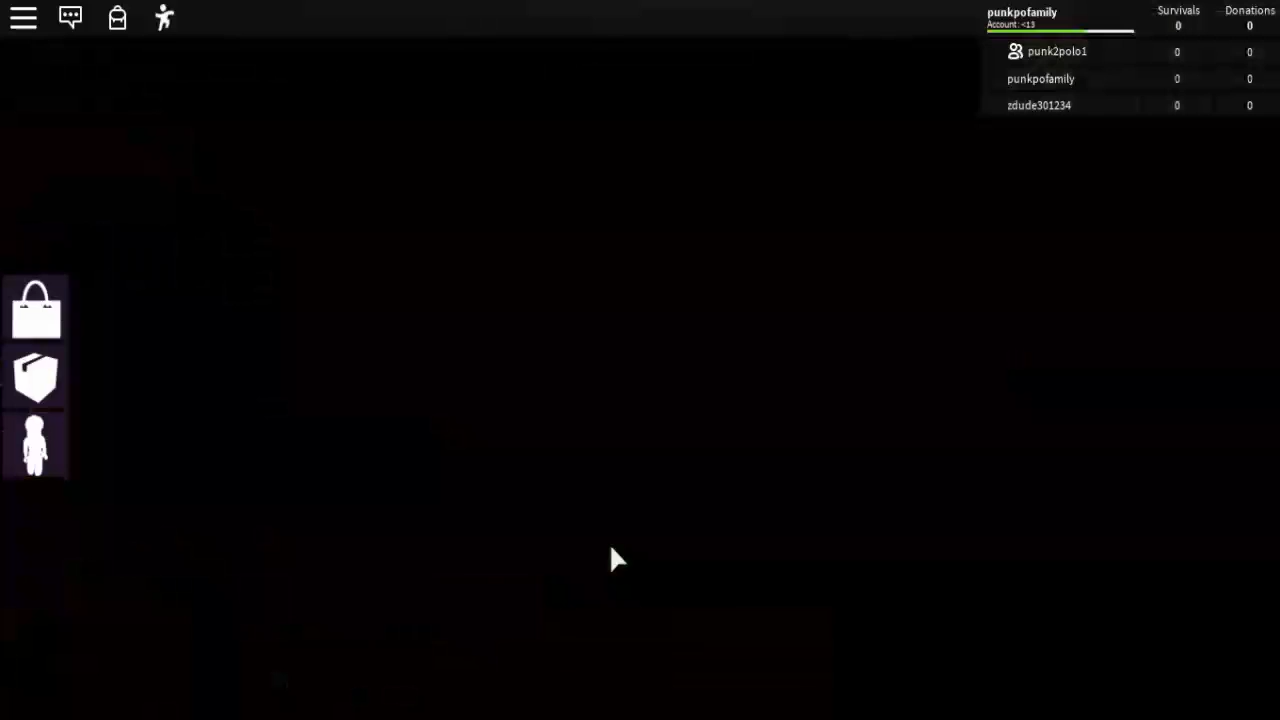 punkpofamily Survivals Donations
Account: <13 0 0
punk2polo1 0 0
punkpofamily 0 0
zdude301234 0 0